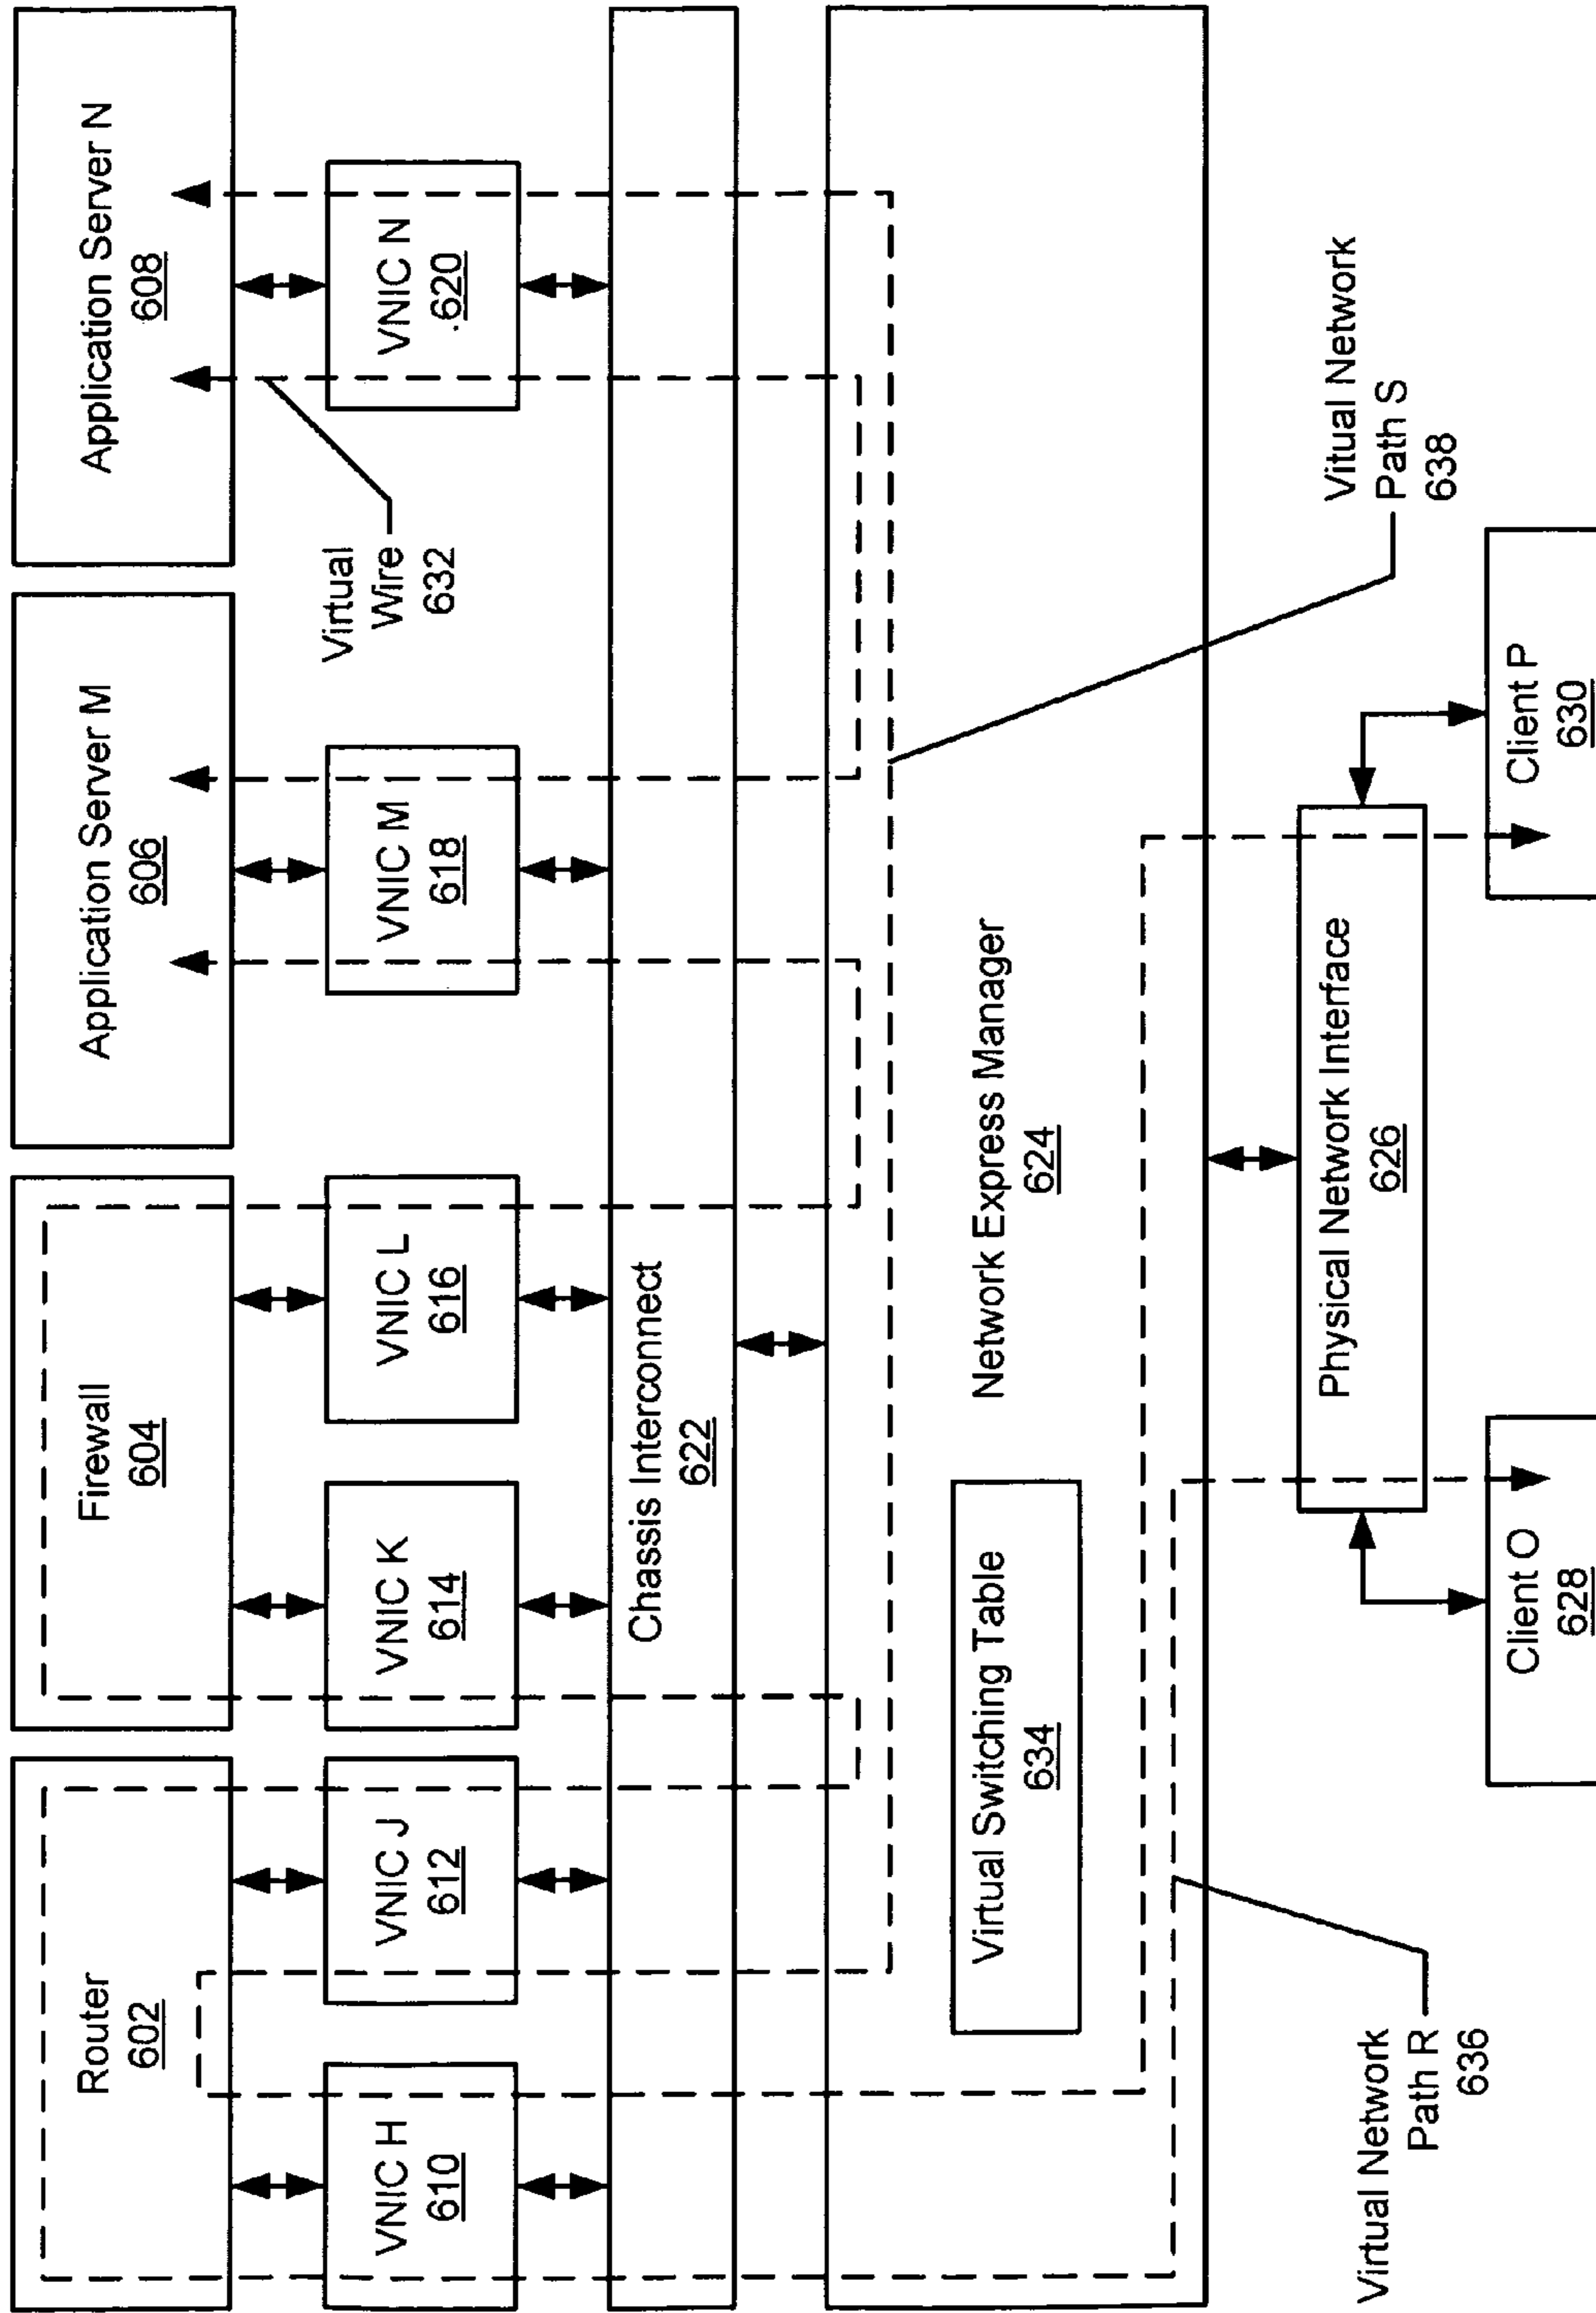 Router
602
Firewall
604
Application Server M
606
Application Server N
608
VNIC H
610
VNIC J
612
VNIC K
614
VNIC L
616
VNIC M
618
VNIC N
.620
Virtual
Wire
632
Chassis Interconnect
622
Network Express Manager
624
Virtual Switching Table
634
Physical Network Interface
626
Virtual Network
Path R
636
Vitual Network
Path S
638
Client O
628
Client P
630